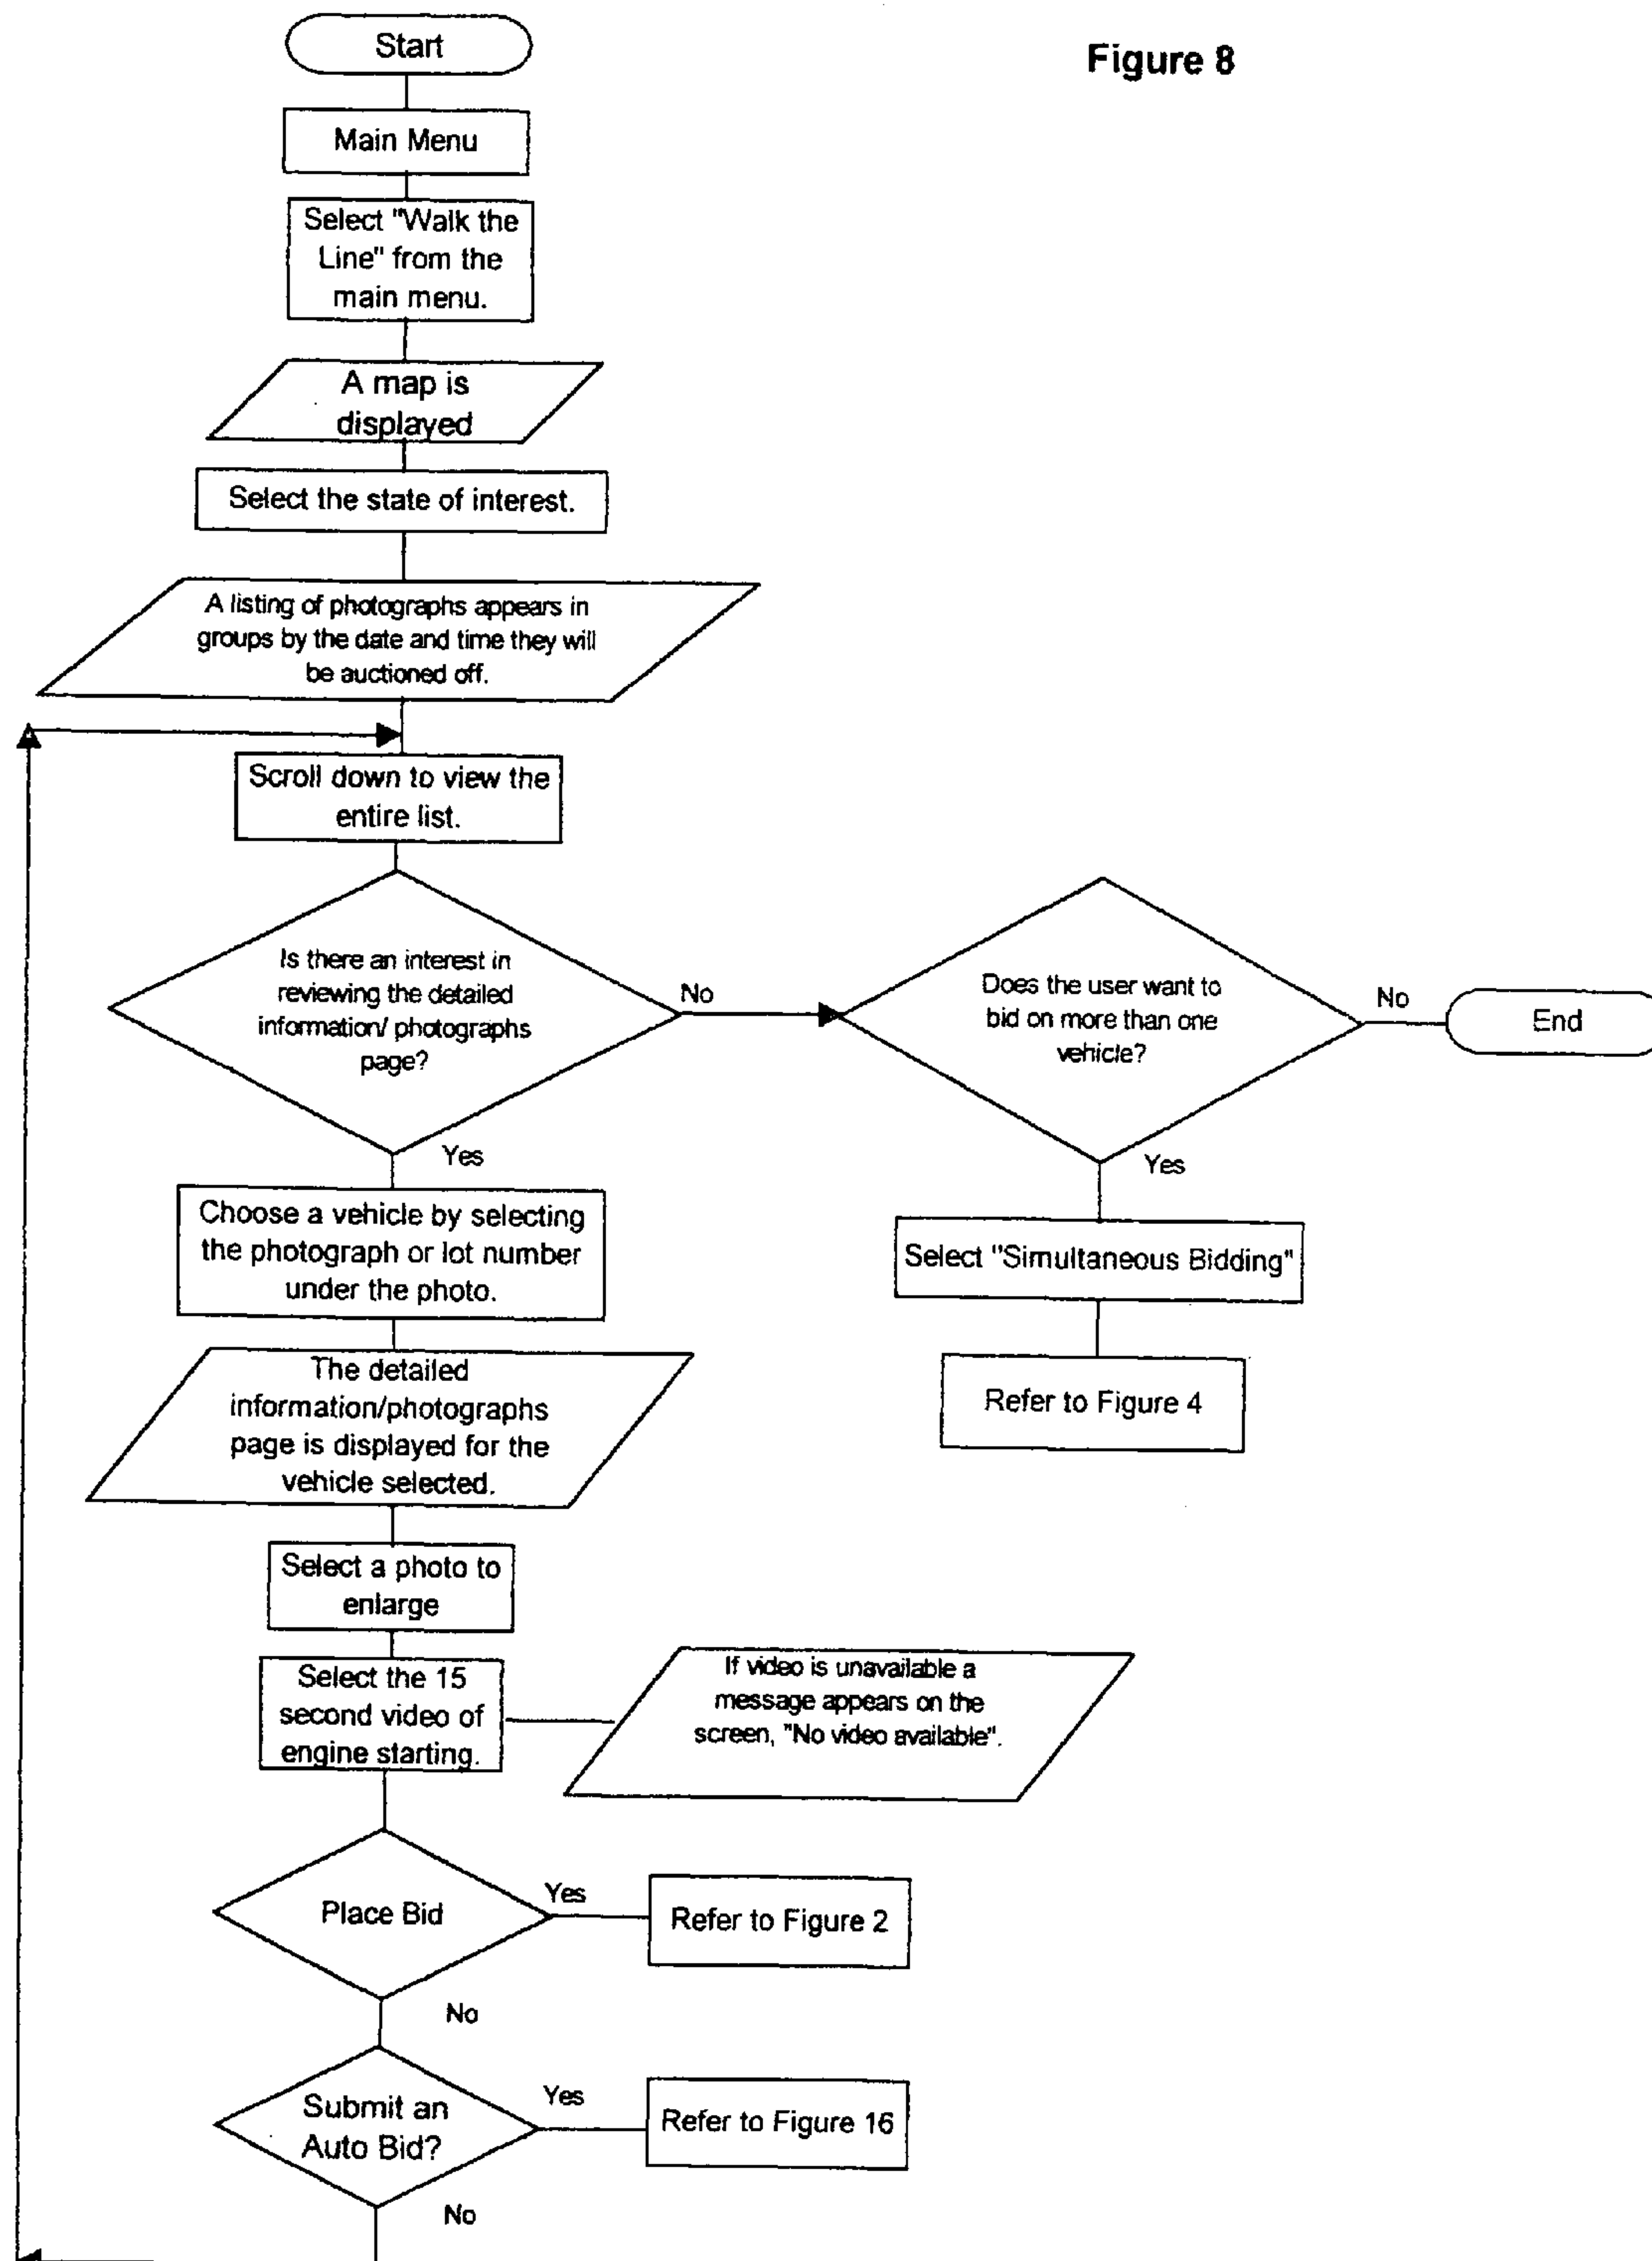 Figure 8
Start
Main Menu
Select "Walk the
Line" from the
main menu.
A map is
displayed
Select the state of interest.
A listing of photographs appears in
groups by the date and time they will
be auctioned off.
Scroll down to view the
entire list.
Is there an interest in
reviewing the detailed
information/ photographs
page?
No
Does the user want to
bid on more than one
vehicle?
No
End
Yes
Yes
Choose a vehicle by selecting
the photograph or lot number
under the photo.
Select "Simultaneous Bidding"
Refer to Figure 4
The detailed
information/photographs
page is displayed for the
vehicle selected.
Select a photo to
enlarge
Select the 15
second video of
engine starting.
If video is unavailable a
message appears on the
screen, "No video available".
Place Bid
Yes
Refer to Figure 2
No
Submit an
Auto Bid?
Yes
Refer to Figure 16
No